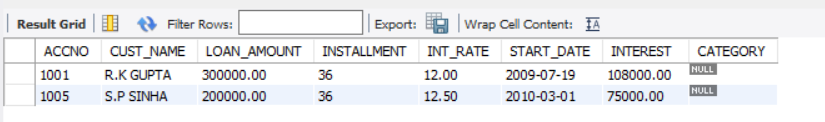 Result Grid Filter Rows: Export: Wrap Cell Content: IA
ACCNO CUST_NAME LOAN_AMOUNT INSTALLMENT INT_RATE START_DATE INTEREST CATEGORY
1001 R.K GUPTA 300000.00 36 12.00 2009-07-19 108000.00 NULL
1005 S.P SINHA 200000.00 36 12.50 2010-03-01 75000.00 NULL